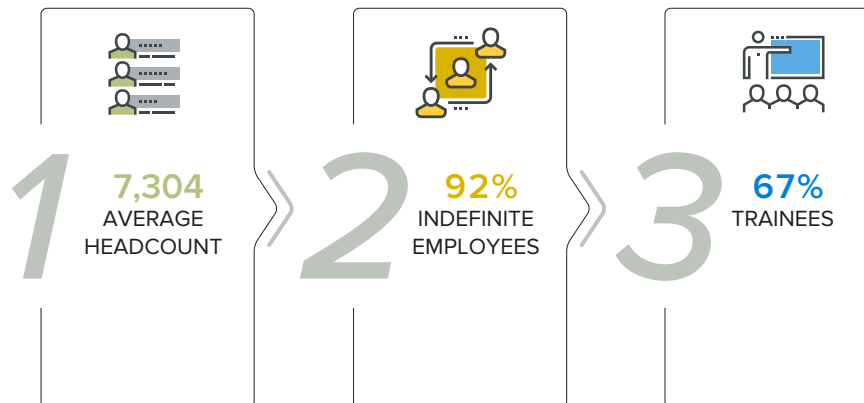 1
7,304
AVERAGE
HEADCOUNT
2
92%
INDEFINITE
EMPLOYEES
3
67%
TRAINEES